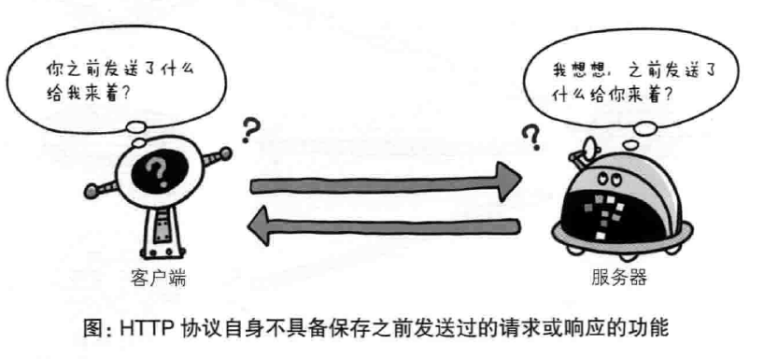 你之前发送了什么
给我来着?
我想想,之前发送了
什么给你来着?
?
?
?
客户端
服务器
图:HTTP 协议自身不具备保存之前发送过的请求或响应的功能